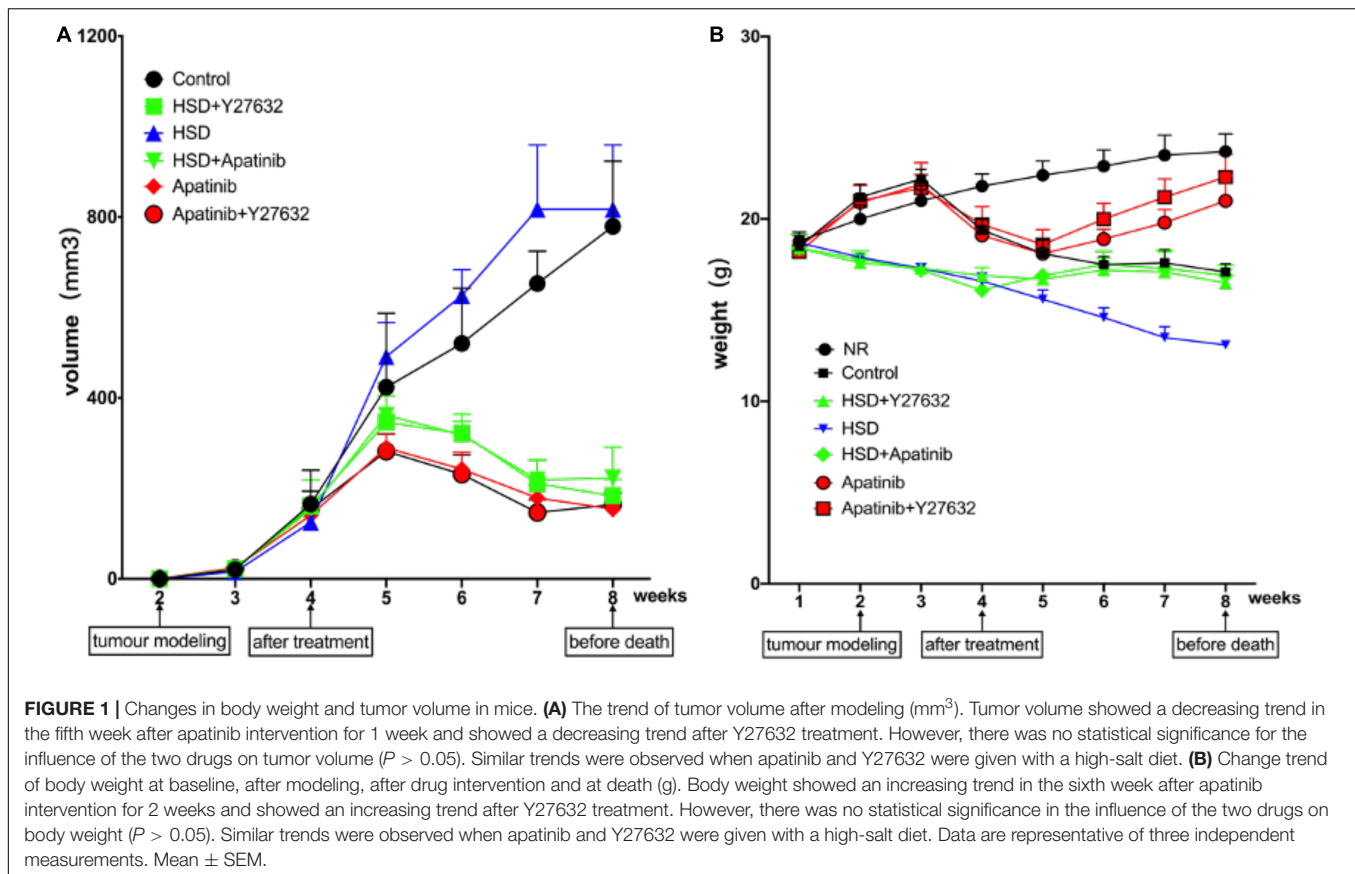 A
1200
800
400
0
volume (mm3)
Control
HSD+Y27632
HSD
HSD+Apatinib
Apatinib
Apatinib+Y27632
2 3 4 5 6 7 8 weeks
tumour modeling
after treatment
before death
B
30
20
10
0
weight (g)
NR
Control
HSD+Y27632
HSD
HSD+Apatinib
Apatinib
Apatinib+Y27632
1 2 3 4 5 6 7 8 weeks
tumour modeling
after treatment
before death
FIGURE 1 | Changes in body weight and tumor volume in mice. (A) The trend of tumor volume after modeling (mm³). Tumor volume showed a decreasing trend in
the fifth week after apatinib intervention for 1 week and showed a decreasing trend after Y27632 treatment. However, there was no statistical significance for the
influence of the two drugs on tumor volume (P > 0.05). Similar trends were observed when apatinib and Y27632 were given with a high-salt diet. (B) Change trend
of body weight at baseline, after modeling, after drug intervention and at death (g). Body weight showed an increasing trend in the sixth week after apatinib
intervention for 2 weeks and showed an increasing trend after Y27632 treatment. However, there was no statistical significance in the influence of the two drugs on
body weight (P > 0.05). Similar trends were observed when apatinib and Y27632 were given with a high-salt diet. Data are representative of three independent
measurements. Mean ± SEM.